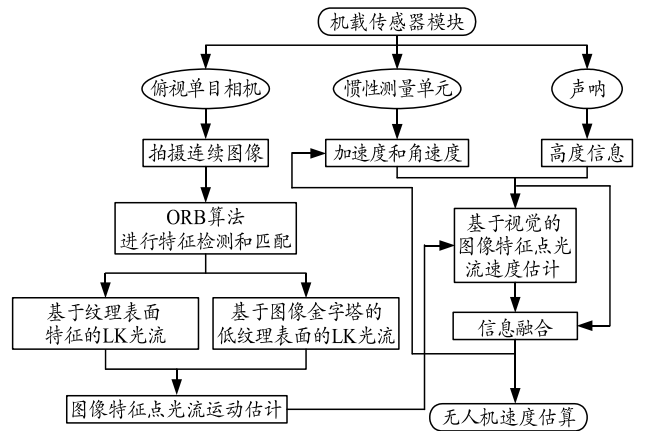 机载传感器模块
俯视单目相机
惯性测量单元
声呐
拍摄连续图像
加速度和角速度
高度信息
ORB算法
进行特征检测和匹配
基于视觉的
图像特征点光
流速度估计
基于纹理表面
特征的LK光流
基于图像金字塔的
低纹理表面的LK光流
信息融合
图像特征点光流运动估计
无人机速度估算